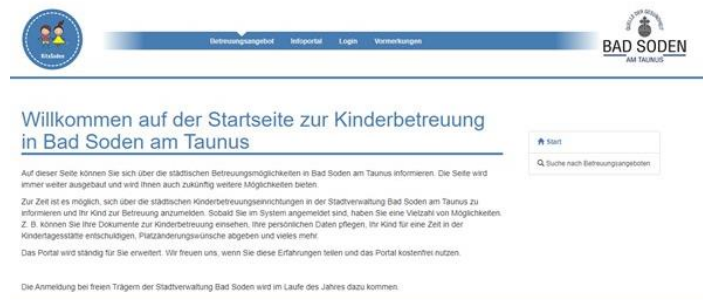 QUELLE DER GESUNDHEIT
Betreuungsangebot Infoportal Login Vormerkungen
KitaSoden
BAD SODEN
AM TAUNUS
Willkommen auf der Startseite zur Kinderbetreuung
in Bad Soden am Taunus
Start
Suche nach Betreuungsangeboten
Auf dieser Seite können Sie sich über die städtischen Betreuungsmöglichkeiten in Bad Soden am Taunus informieren. Die Seite wird
immer weiter ausgebaut und wird Ihnen auch zukünftig weitere Möglichkeiten bieten.
Zur Zeit ist es möglich, sich über die städtischen Kinderbetreuungseinrichtungen in der Stadtverwaltung Bad Soden am Taunus zu
informieren und Ihr Kind zur Betreuung anzumelden. Sobald Sie im System angemeldet sind, haben Sie eine Vielzahl von Möglichkeiten.
Z. B. können Sie Ihre Dokumente zur Kinderbetreuung einsehen, Ihre persönlichen Daten pflegen, Ihr Kind für eine Zeit in der
Kindertagesstätte entschuldigen, Platzänderungswünsche abgeben und vieles mehr.
Das Portal wird ständig für Sie erweitert. Wir freuen uns, wenn Sie diese Erfahrungen teilen und das Portal kostenfrei nutzen.
Die Anmeldung bei freien Trägern der Stadtverwaltung Bad Soden wird im Laufe des Jahres dazu kommen.